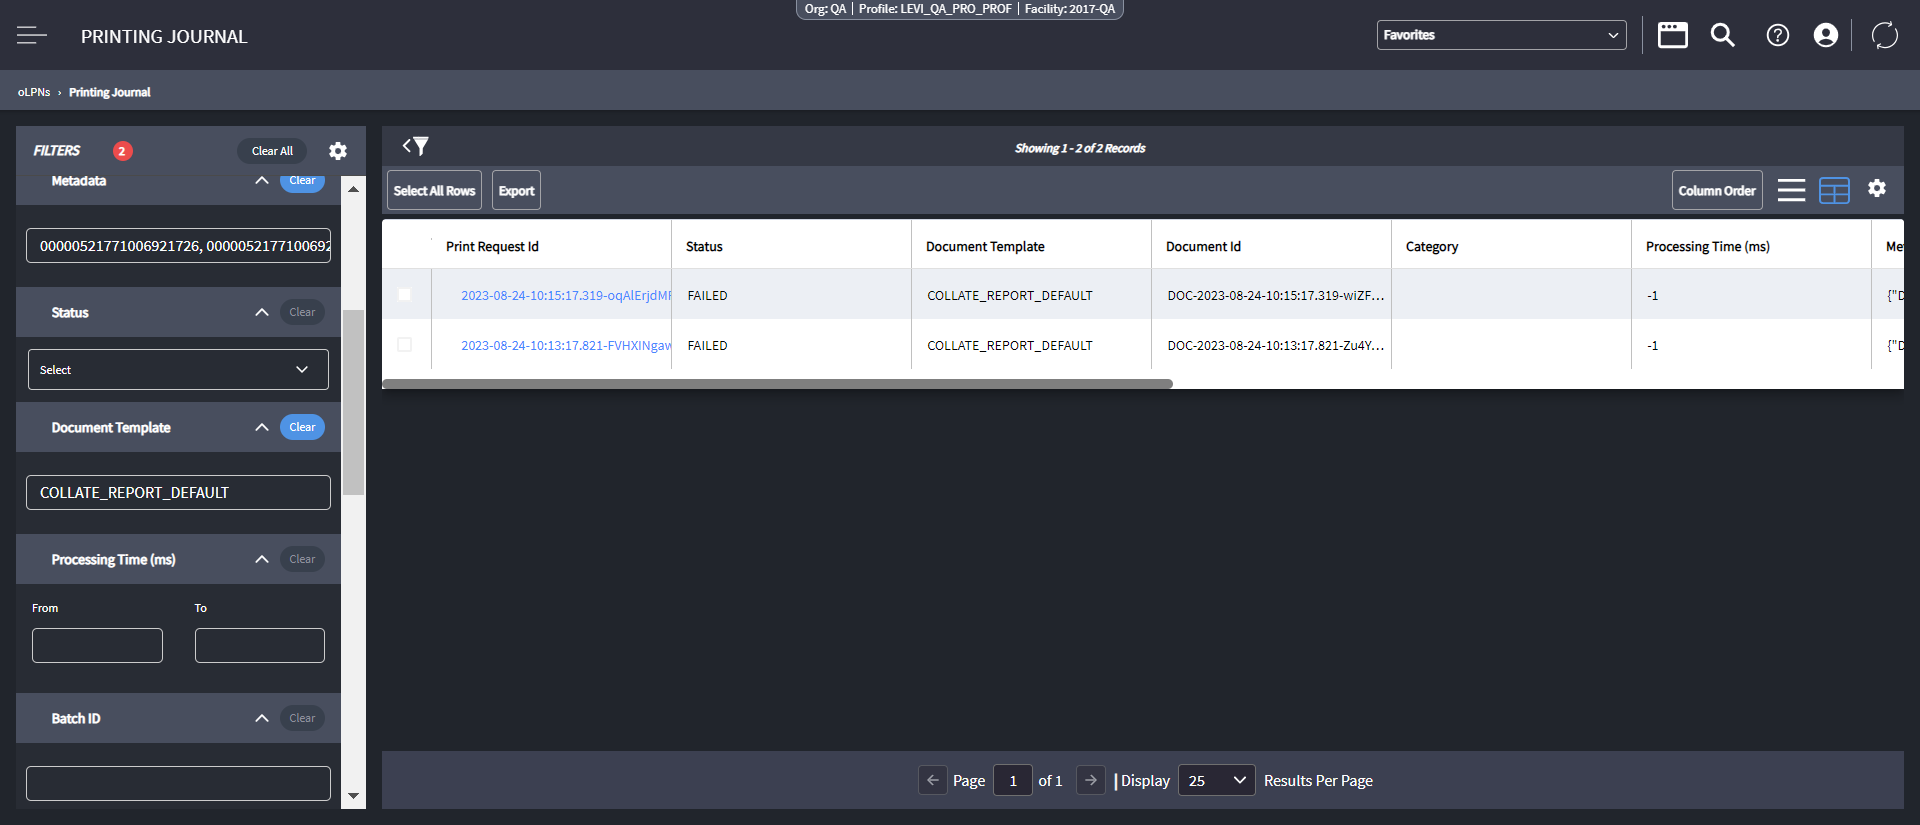 Org: QA | Profile: LEVI_QA_PRO_PROF | Facility: 2017-QA
PRINTING JOURNAL
Favorites
oLPNs › Printing Journal
FILTERS 2 Clear All
Metadata Clear
00000521771006921726, 0000052177100692
Status Clear
Select
Document Template Clear
COLLATE_REPORT_DEFAULT
Processing Time (ms) Clear
From To
Batch ID Clear
Showing 1 - 2 of 2 Records
Select All Rows Export Column Order
Print Request Id Status Document Template Document Id Category Processing Time (ms) Me
2023-08-24-10:15:17.319-oqAlErjdM FAILED COLLATE_REPORT_DEFAULT DOC-2023-08-24-10:15:17.319-wiZF... -1 {"D
2023-08-24-10:13:17.821-FVHXINgav FAILED COLLATE_REPORT_DEFAULT DOC-2023-08-24-10:13:17.821-Zu4Y... -1 {"D
Page 1 of 1 | Display 25 Results Per Page